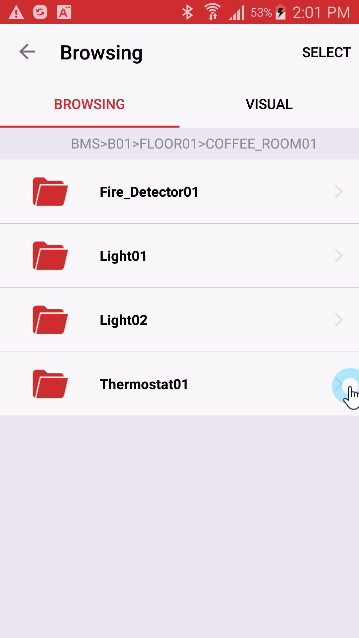 53% 2:01 PM
Browsing SELECT
BROWSING VISUAL
BMS>B01>FLOOR01>COFFEE_ROOM01
Fire_Detector01
Light01
Light02
Thermostat01